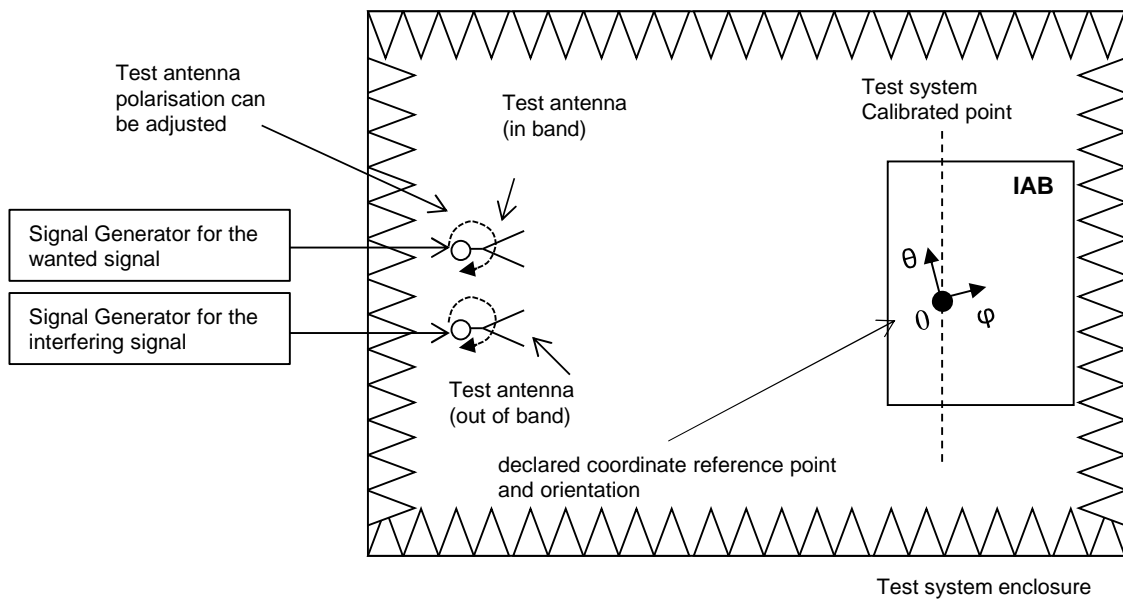 Test antenna
polarisation can
be adjusted
Test antenna
(in band)
Test system
Calibrated point
IAB
Signal Generator for the
wanted signal
θ
0
φ
Signal Generator for the
interfering signal
Test antenna
(out of band)
declared coordinate reference point
and orientation
Test system enclosure